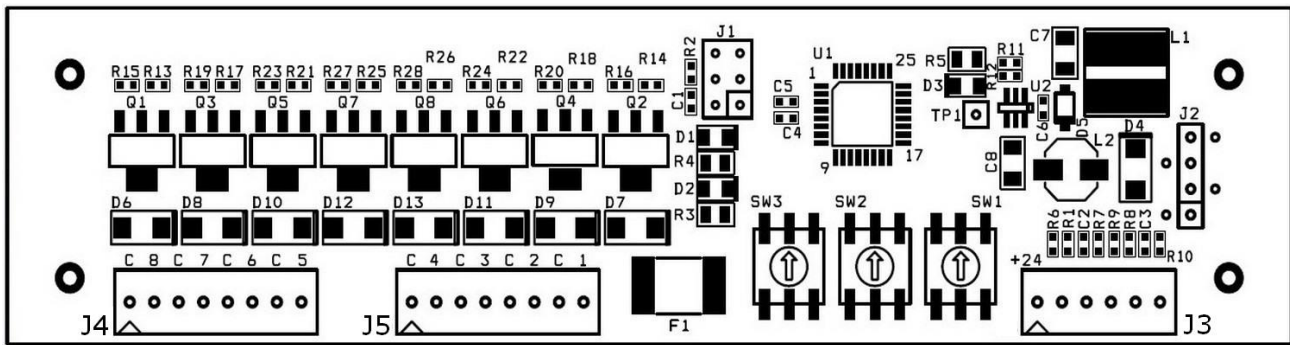 J1
R26 R22 R18 R14
R15 R13 R19 R17 R23 R21 R27 R25 R28 R24 R20 R16
R2
U1
1 25
R5
R11
R12
C7
L1
Q1 Q3 Q5 Q7 Q8 Q6 Q4 Q2
C1
C5
C4
D3
U2
TP1
C6
D5
D4
J2
D1
R4
D2
R3
9 17
C8
L2
D6 D8 D10 D12 D13 D11 D9 D7
SW3 SW2 SW1
R6 R1 C2 R7 R9 R8 C3 R10
C 8 C 7 C 6 C 5
C 4 C 3 C 2 C 1
+24
J4 J5 F1 J3